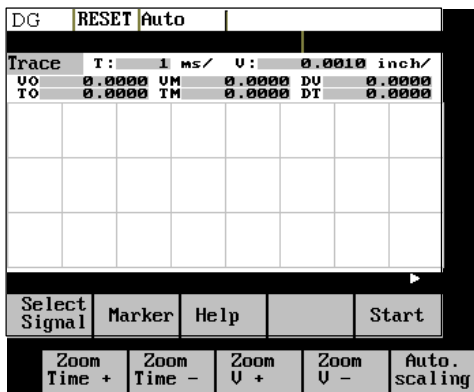 DG RESET Auto
Trace T: 1 ms/ V: 0.0010 inch/
VO 0.0000 VM 0.0000 DV 0.0000
TO 0.0000 TM 0.0000 DT 0.0000
Select Signal Marker Help Start
Zoom Time + Zoom Time - Zoom V + Zoom V - Auto. scaling